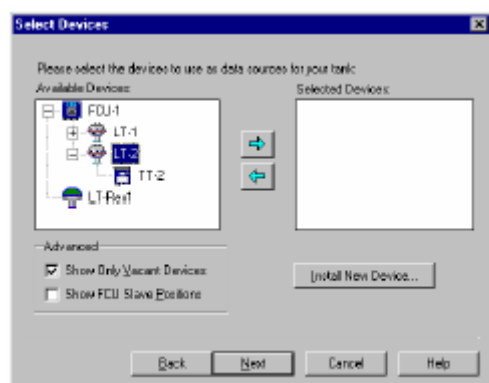 Select Devices
Please select the devices to use as data sources for your tank:
Available Devices:
Selected Devices:
FCU-1
LT-1
LT-2
TT-2
LT-Rex1
Advanced
Show Only Vacant Devices
Show FCU Slave Positions
Install New Device...
Back
Next
Cancel
Help